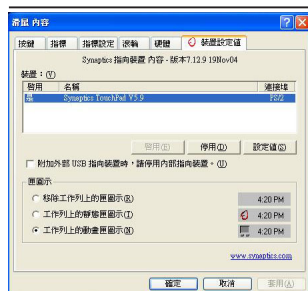 滑鼠 內容
按鍵 指標 指標設定 滾輪 硬體 裝置設定值
Synaptics 指向裝置 內容 - 版本7.12.9 19Nov04
裝置：(V)
啟用 名稱 連接埠
是 Synaptics TouchPad V5.9 PS/2
啟用(E) 停用(D) 設定值(S)
附加外部 USB 指向裝置時，請停用內部指向裝置。(U)
匣圖示
移除工作列上的匣圖示(R) 4:20 PM
工作列上的靜態匣圖示(T) 4:20 PM
工作列上的動畫匣圖示(N) 4:20 PM
www.synaptics.com
確定 取消 套用(A)